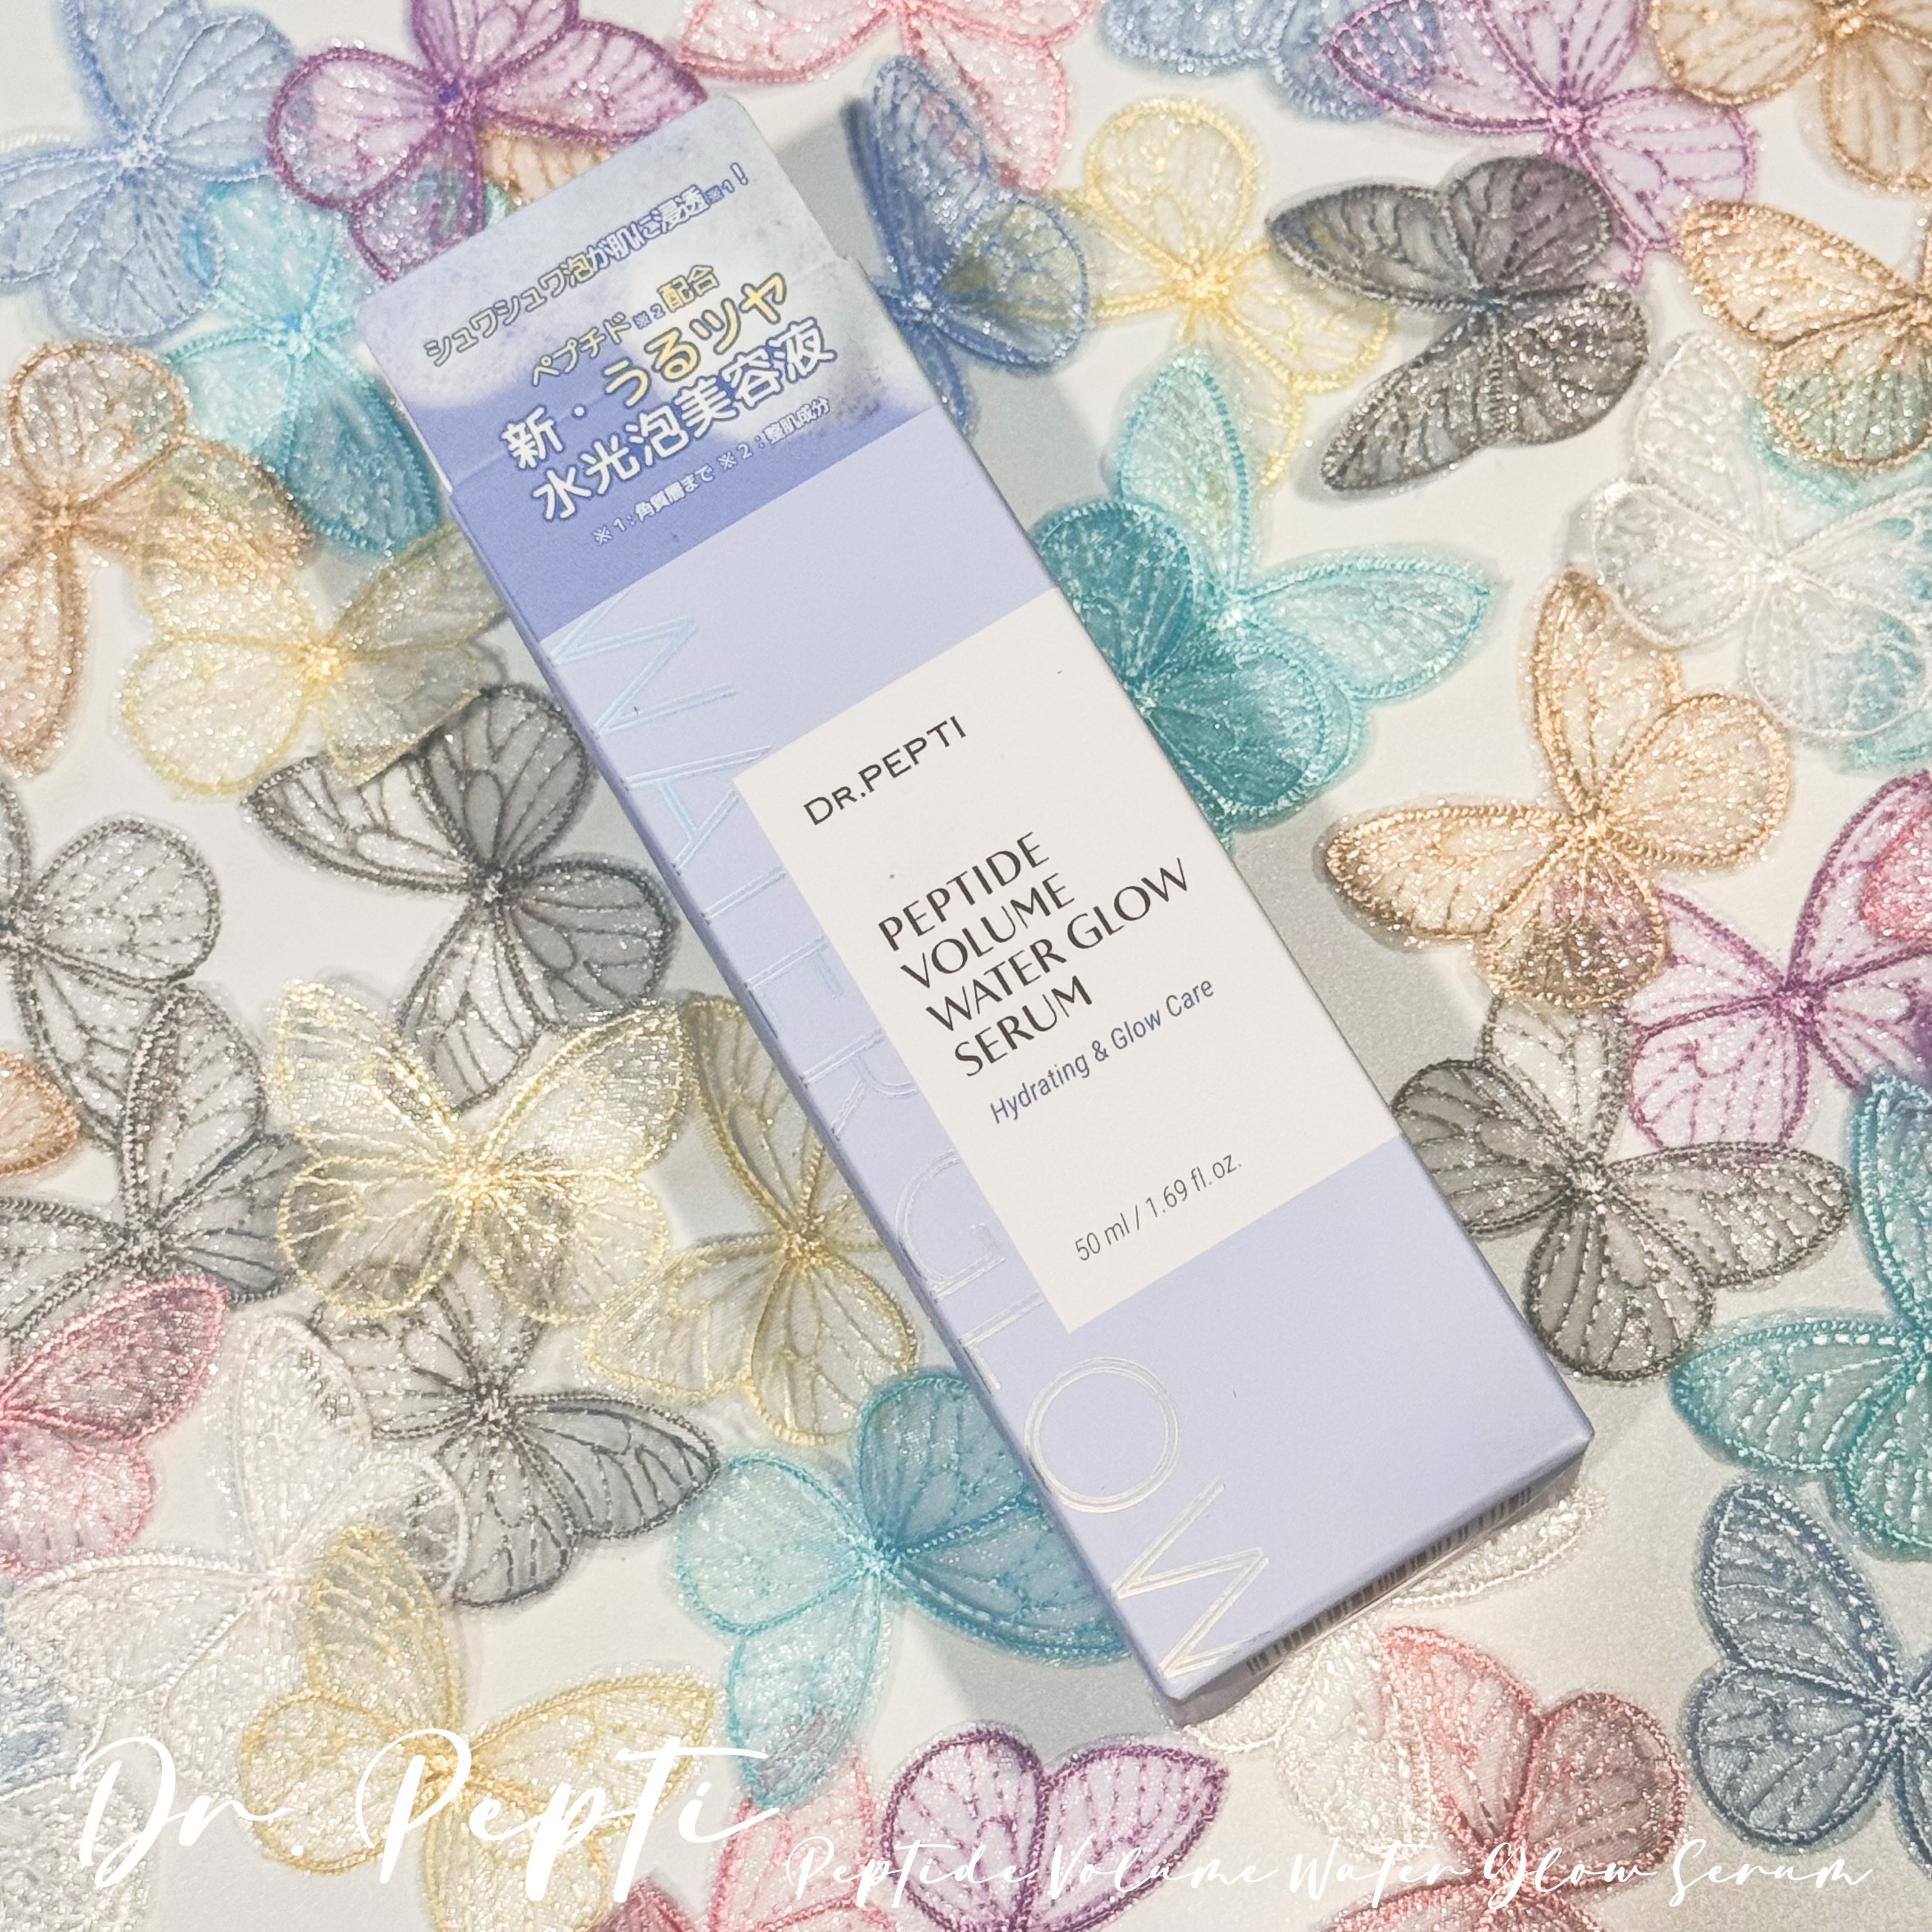 シュワシュワ泡が肌に浸透※1!
ペプチド※2配合
新・うるツヤ
水光泡美容液
※1:角質層まで ※2:整肌成分
DR.PEPTI
PEPTIDE
VOLUME
WATER GLOW
SERUM
Hydrating & Glow Care
50 ml / 1.69 fl.oz.
Dr. Pepti
Peptide Volume Water Glow Serum